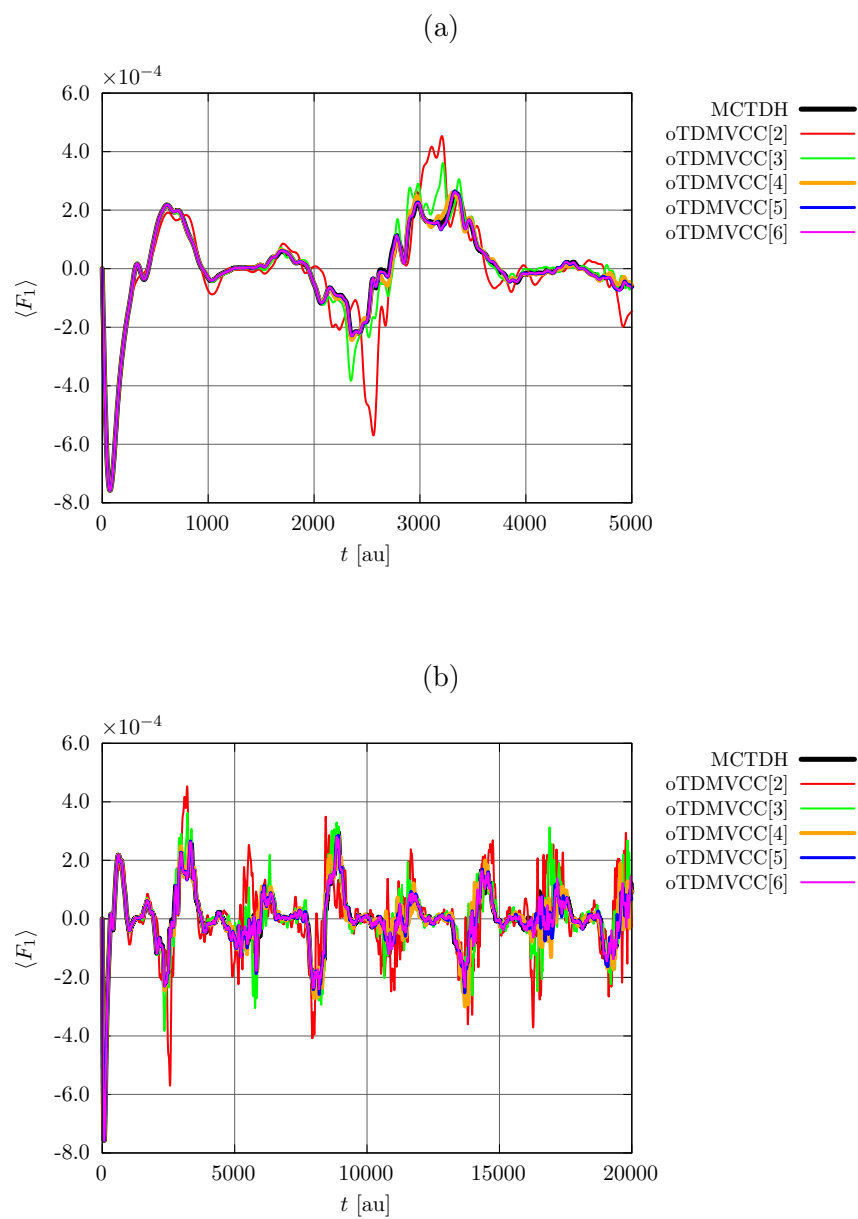 (a)
×10−4
6.0
4.0
2.0
0.0
-2.0
-4.0
-6.0
-8.0
0 1000 2000 3000 4000 5000
⟨F1⟩
t [au]
MCTDH
oTDMVCC[2]
oTDMVCC[3]
oTDMVCC[4]
oTDMVCC[5]
oTDMVCC[6]
(b)
×10−4
6.0
4.0
2.0
0.0
-2.0
-4.0
-6.0
-8.0
0 5000 10000 15000 20000
⟨F1⟩
t [au]
MCTDH
oTDMVCC[2]
oTDMVCC[3]
oTDMVCC[4]
oTDMVCC[5]
oTDMVCC[6]